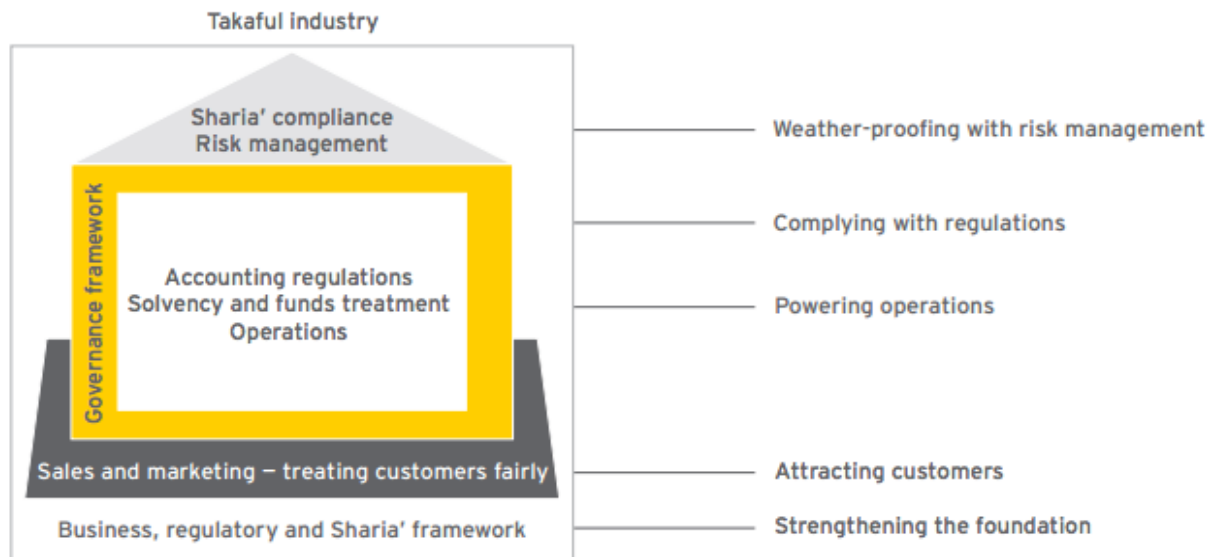 Takaful industry
Sharia’ compliance
Risk management
Governance framework
Accounting regulations
Solvency and funds treatment
Operations
Sales and marketing – treating customers fairly
Business, regulatory and Sharia’ framework
Weather-proofing with risk management
Complying with regulations
Powering operations
Attracting customers
Strengthening the foundation